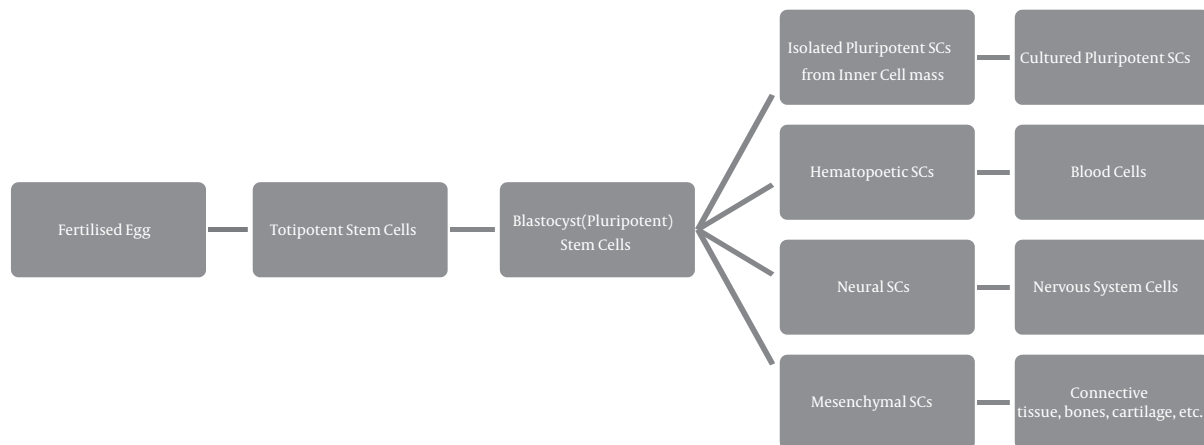 Fertilised Egg
Totipotent Stem Cells
Blastocyst(Pluripotent)
Stem Cells
Isolated Pluripotent SCs
from Inner Cell mass
Cultured Pluripotent SCs
Hematopoetic SCs
Blood Cells
Neural SCs
Nervous System Cells
Mesenchymal SCs
Connective
tissue, bones, cartilage, etc.